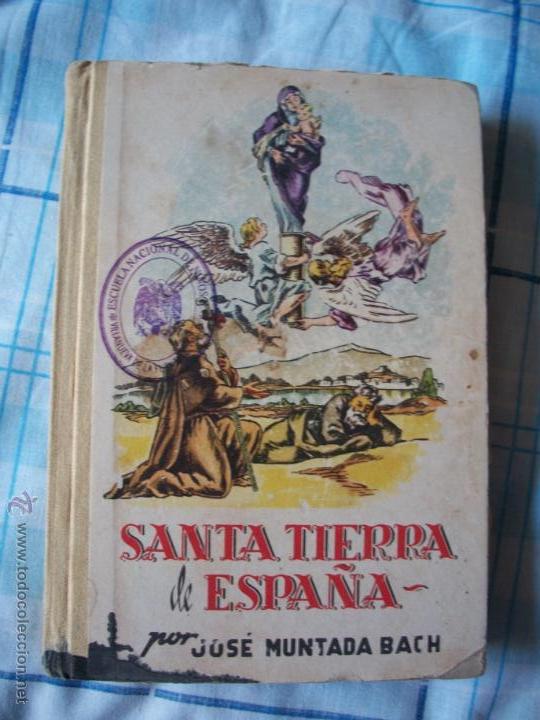 ESCUELA NACIONAL DE
SANTA TIERRA
de ESPAÑA
por JOSÉ MUNTADA BACH
www.todocoleccion.net